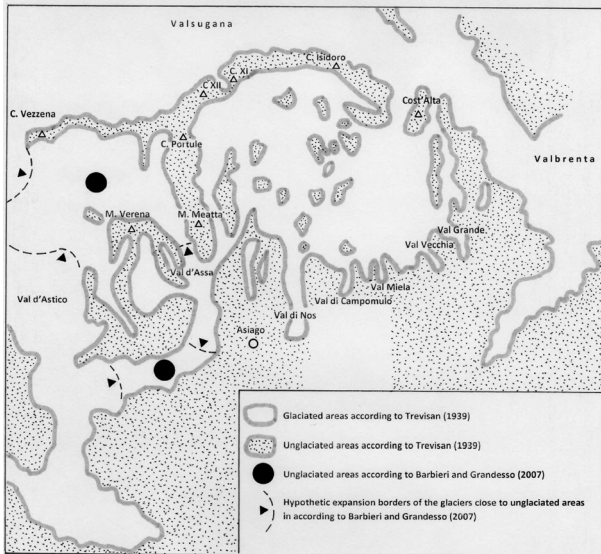 Valsugana
C. Isidoro
C. XI
C XII
Cost'Alta
C. Vezzena
C. Portule
Valbrenta
M. Verena
M. Meatta
Val Grande
Val Vecchia
Val d'Assa
Val Miela
Val d'Astico
Val di Campomulo
Val di Nos
Asiago
Glaciated areas according to Trevisan (1939)
Unglaciated areas according to Trevisan (1939)
Unglaciated areas according to Barbieri and Grandesso (2007)
Hypothetic expansion borders of the glaciers close to unglaciated areas
in according to Barbieri and Grandesso (2007)